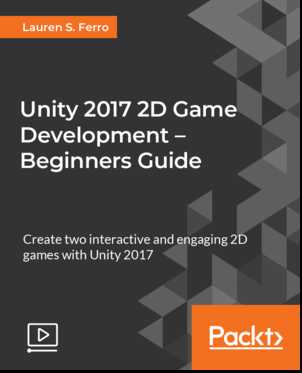 Lauren S. Ferro
Unity 2017 2D Game
Development –
Beginners Guide
Create two interactive and engaging 2D
games with Unity 2017
Packt>